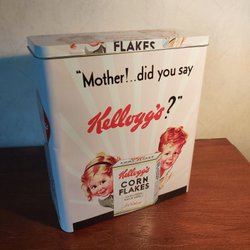 FLAKES
"Mother!..did you say
Kellogg's?"
Kellogg's
CORN
FLAKES